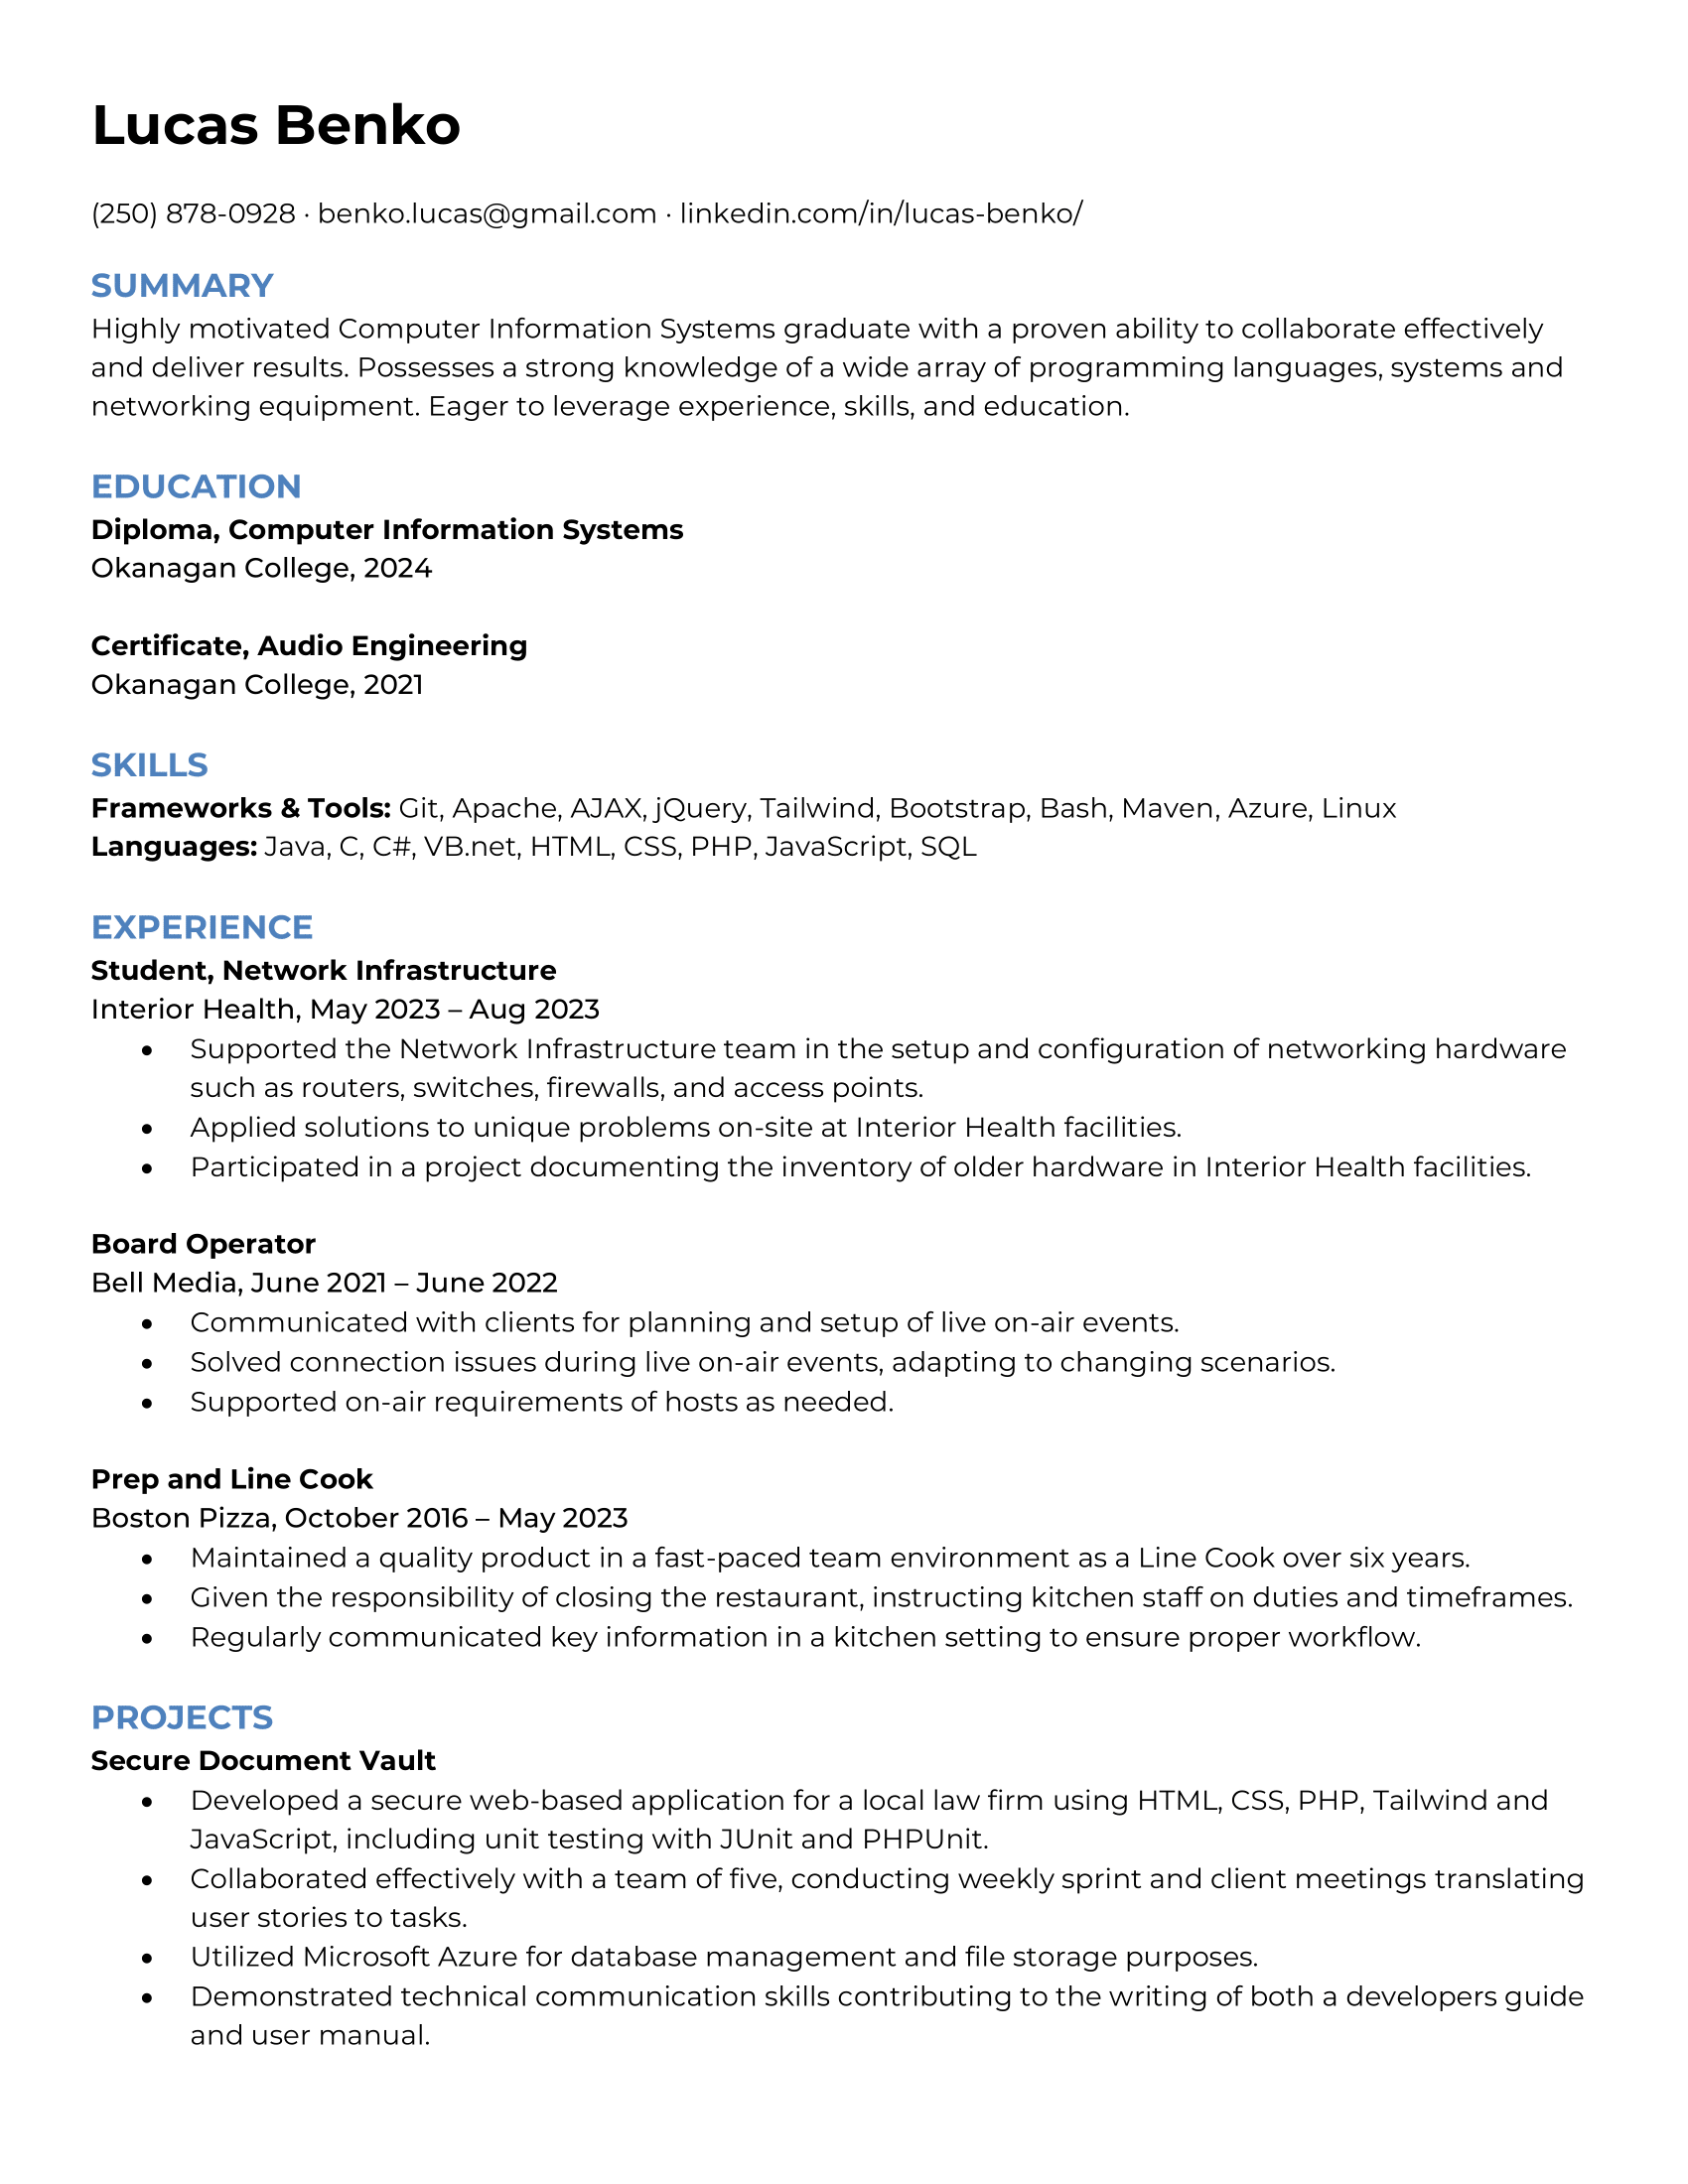 Lucas Benko
(250) 878-0928 · benko.lucas@gmail.com · linkedin.com/in/lucas-benko/
SUMMARY
Highly motivated Computer Information Systems graduate with a proven ability to collaborate effectively
and deliver results. Possesses a strong knowledge of a wide array of programming languages, systems and
networking equipment. Eager to leverage experience, skills, and education.
EDUCATION
Diploma, Computer Information Systems
Okanagan College, 2024
Certificate, Audio Engineering
Okanagan College, 2021
SKILLS
Frameworks & Tools: Git, Apache, AJAX, jQuery, Tailwind, Bootstrap, Bash, Maven, Azure, Linux
Languages: Java, C, C#, VB.net, HTML, CSS, PHP, JavaScript, SQL
EXPERIENCE
Student, Network Infrastructure
Interior Health, May 2023 – Aug 2023
• Supported the Network Infrastructure team in the setup and configuration of networking hardware
such as routers, switches, firewalls, and access points.
• Applied solutions to unique problems on-site at Interior Health facilities.
• Participated in a project documenting the inventory of older hardware in Interior Health facilities.
Board Operator
Bell Media, June 2021 – June 2022
• Communicated with clients for planning and setup of live on-air events.
• Solved connection issues during live on-air events, adapting to changing scenarios.
• Supported on-air requirements of hosts as needed.
Prep and Line Cook
Boston Pizza, October 2016 – May 2023
• Maintained a quality product in a fast-paced team environment as a Line Cook over six years.
• Given the responsibility of closing the restaurant, instructing kitchen staff on duties and timeframes.
• Regularly communicated key information in a kitchen setting to ensure proper workflow.
PROJECTS
Secure Document Vault
• Developed a secure web-based application for a local law firm using HTML, CSS, PHP, Tailwind and
JavaScript, including unit testing with JUnit and PHPUnit.
• Collaborated effectively with a team of five, conducting weekly sprint and client meetings translating
user stories to tasks.
• Utilized Microsoft Azure for database management and file storage purposes.
• Demonstrated technical communication skills contributing to the writing of both a developers guide
and user manual.